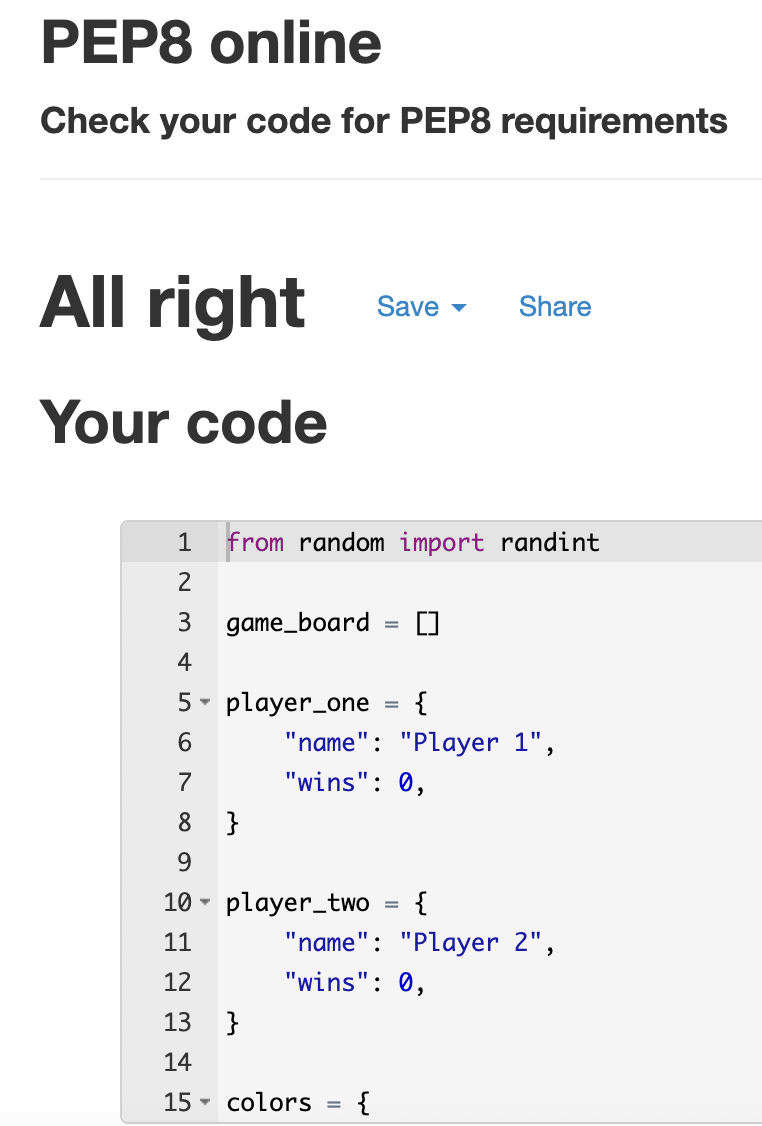 PEP8 online
Check your code for PEP8 requirements
All right Save Share
Your code
1 from random import randint
2
3 game_board = []
4
5 player_one = {
6     "name": "Player 1",
7     "wins": 0,
8 }
9
10 player_two = {
11     "name": "Player 2",
12     "wins": 0,
13 }
14
15 colors = {